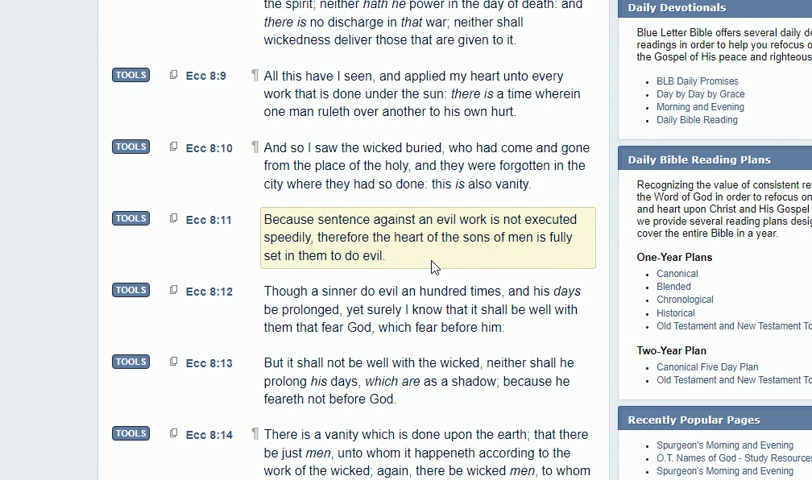 the spirit; neither hath he power in the day of death: and
there is no discharge in that war; neither shall
wickedness deliver those that are given to it.
TOOLS Ecc 8:9 ¶ All this have I seen, and applied my heart unto every
work that is done under the sun: there is a time wherein
one man ruleth over another to his own hurt.
TOOLS Ecc 8:10 ¶ And so I saw the wicked buried, who had come and gone
from the place of the holy, and they were forgotten in the
city where they had so done: this is also vanity.
TOOLS Ecc 8:11 Because sentence against an evil work is not executed
speedily, therefore the heart of the sons of men is fully
set in them to do evil.
TOOLS Ecc 8:12 Though a sinner do evil an hundred times, and his days
be prolonged, yet surely I know that it shall be well with
them that fear God, which fear before him:
TOOLS Ecc 8:13 But it shall not be well with the wicked, neither shall he
prolong his days, which are as a shadow; because he
feareth not before God.
TOOLS Ecc 8:14 ¶ There is a vanity which is done upon the earth; that there
be just men, unto whom it happeneth according to the
work of the wicked; again, there be wicked men, to whom
Daily Devotionals
Blue Letter Bible offers several daily de
readings in order to help you refocus o
the Gospel of His peace and righteous
BLB Daily Promises
Day by Day by Grace
Morning and Evening
Daily Bible Reading
Daily Bible Reading Plans
Recognizing the value of consistent re
the Word of God in order to refocus on
and heart upon Christ and His Gospel
we provide several reading plans desig
cover the entire Bible in a year.
One-Year Plans
Canonical
Blended
Chronological
Historical
Old Testament and New Testament To
Two-Year Plan
Canonical Five Day Plan
Old Testament and New Testament To
Recently Popular Pages
Spurgeon's Morning and Evening
O.T. Names of God - Study Resources
Spurgeon's Morning and Evening